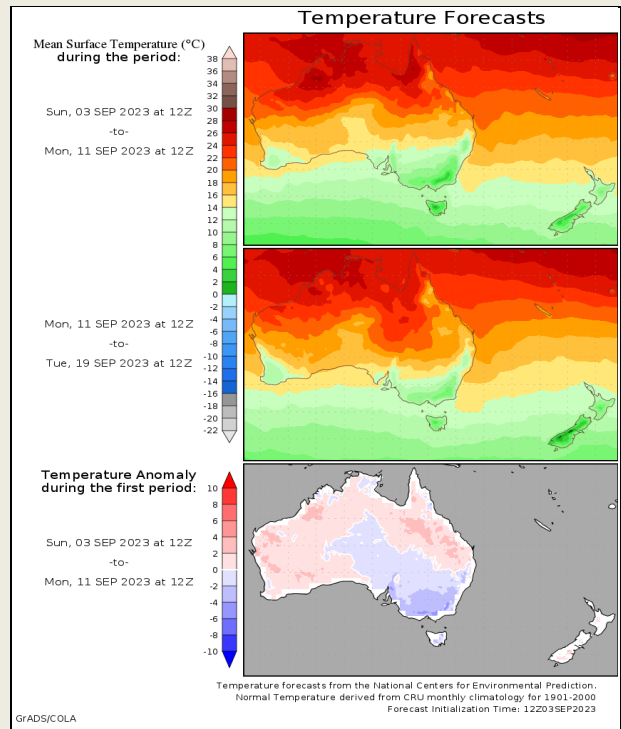 Temperature Forecasts
Mean Surface Temperature (°C)
during the period:
38
36
34
32
30
28
26
24
22
20
18
16
14
12
10
8
6
4
2
0
-2
-4
-6
-8
-10
-12
-14
-16
-18
-20
-22
Sun, 03 SEP 2023 at 12Z
-to-
Mon, 11 SEP 2023 at 12Z
Mon, 11 SEP 2023 at 12Z
-to-
Tue, 19 SEP 2023 at 12Z
Temperature Anomaly
during the first period:
10
8
6
4
2
0
-2
-4
-6
-8
-10
Sun, 03 SEP 2023 at 12Z
-to-
Mon, 11 SEP 2023 at 12Z
Temperature forecasts from the National Centers for Environmental Prediction.
Normal Temperature derived from CRU monthly climatology for 1901-2000
Forecast Initialization Time: 12Z03SEP2023
GrADS/COLA